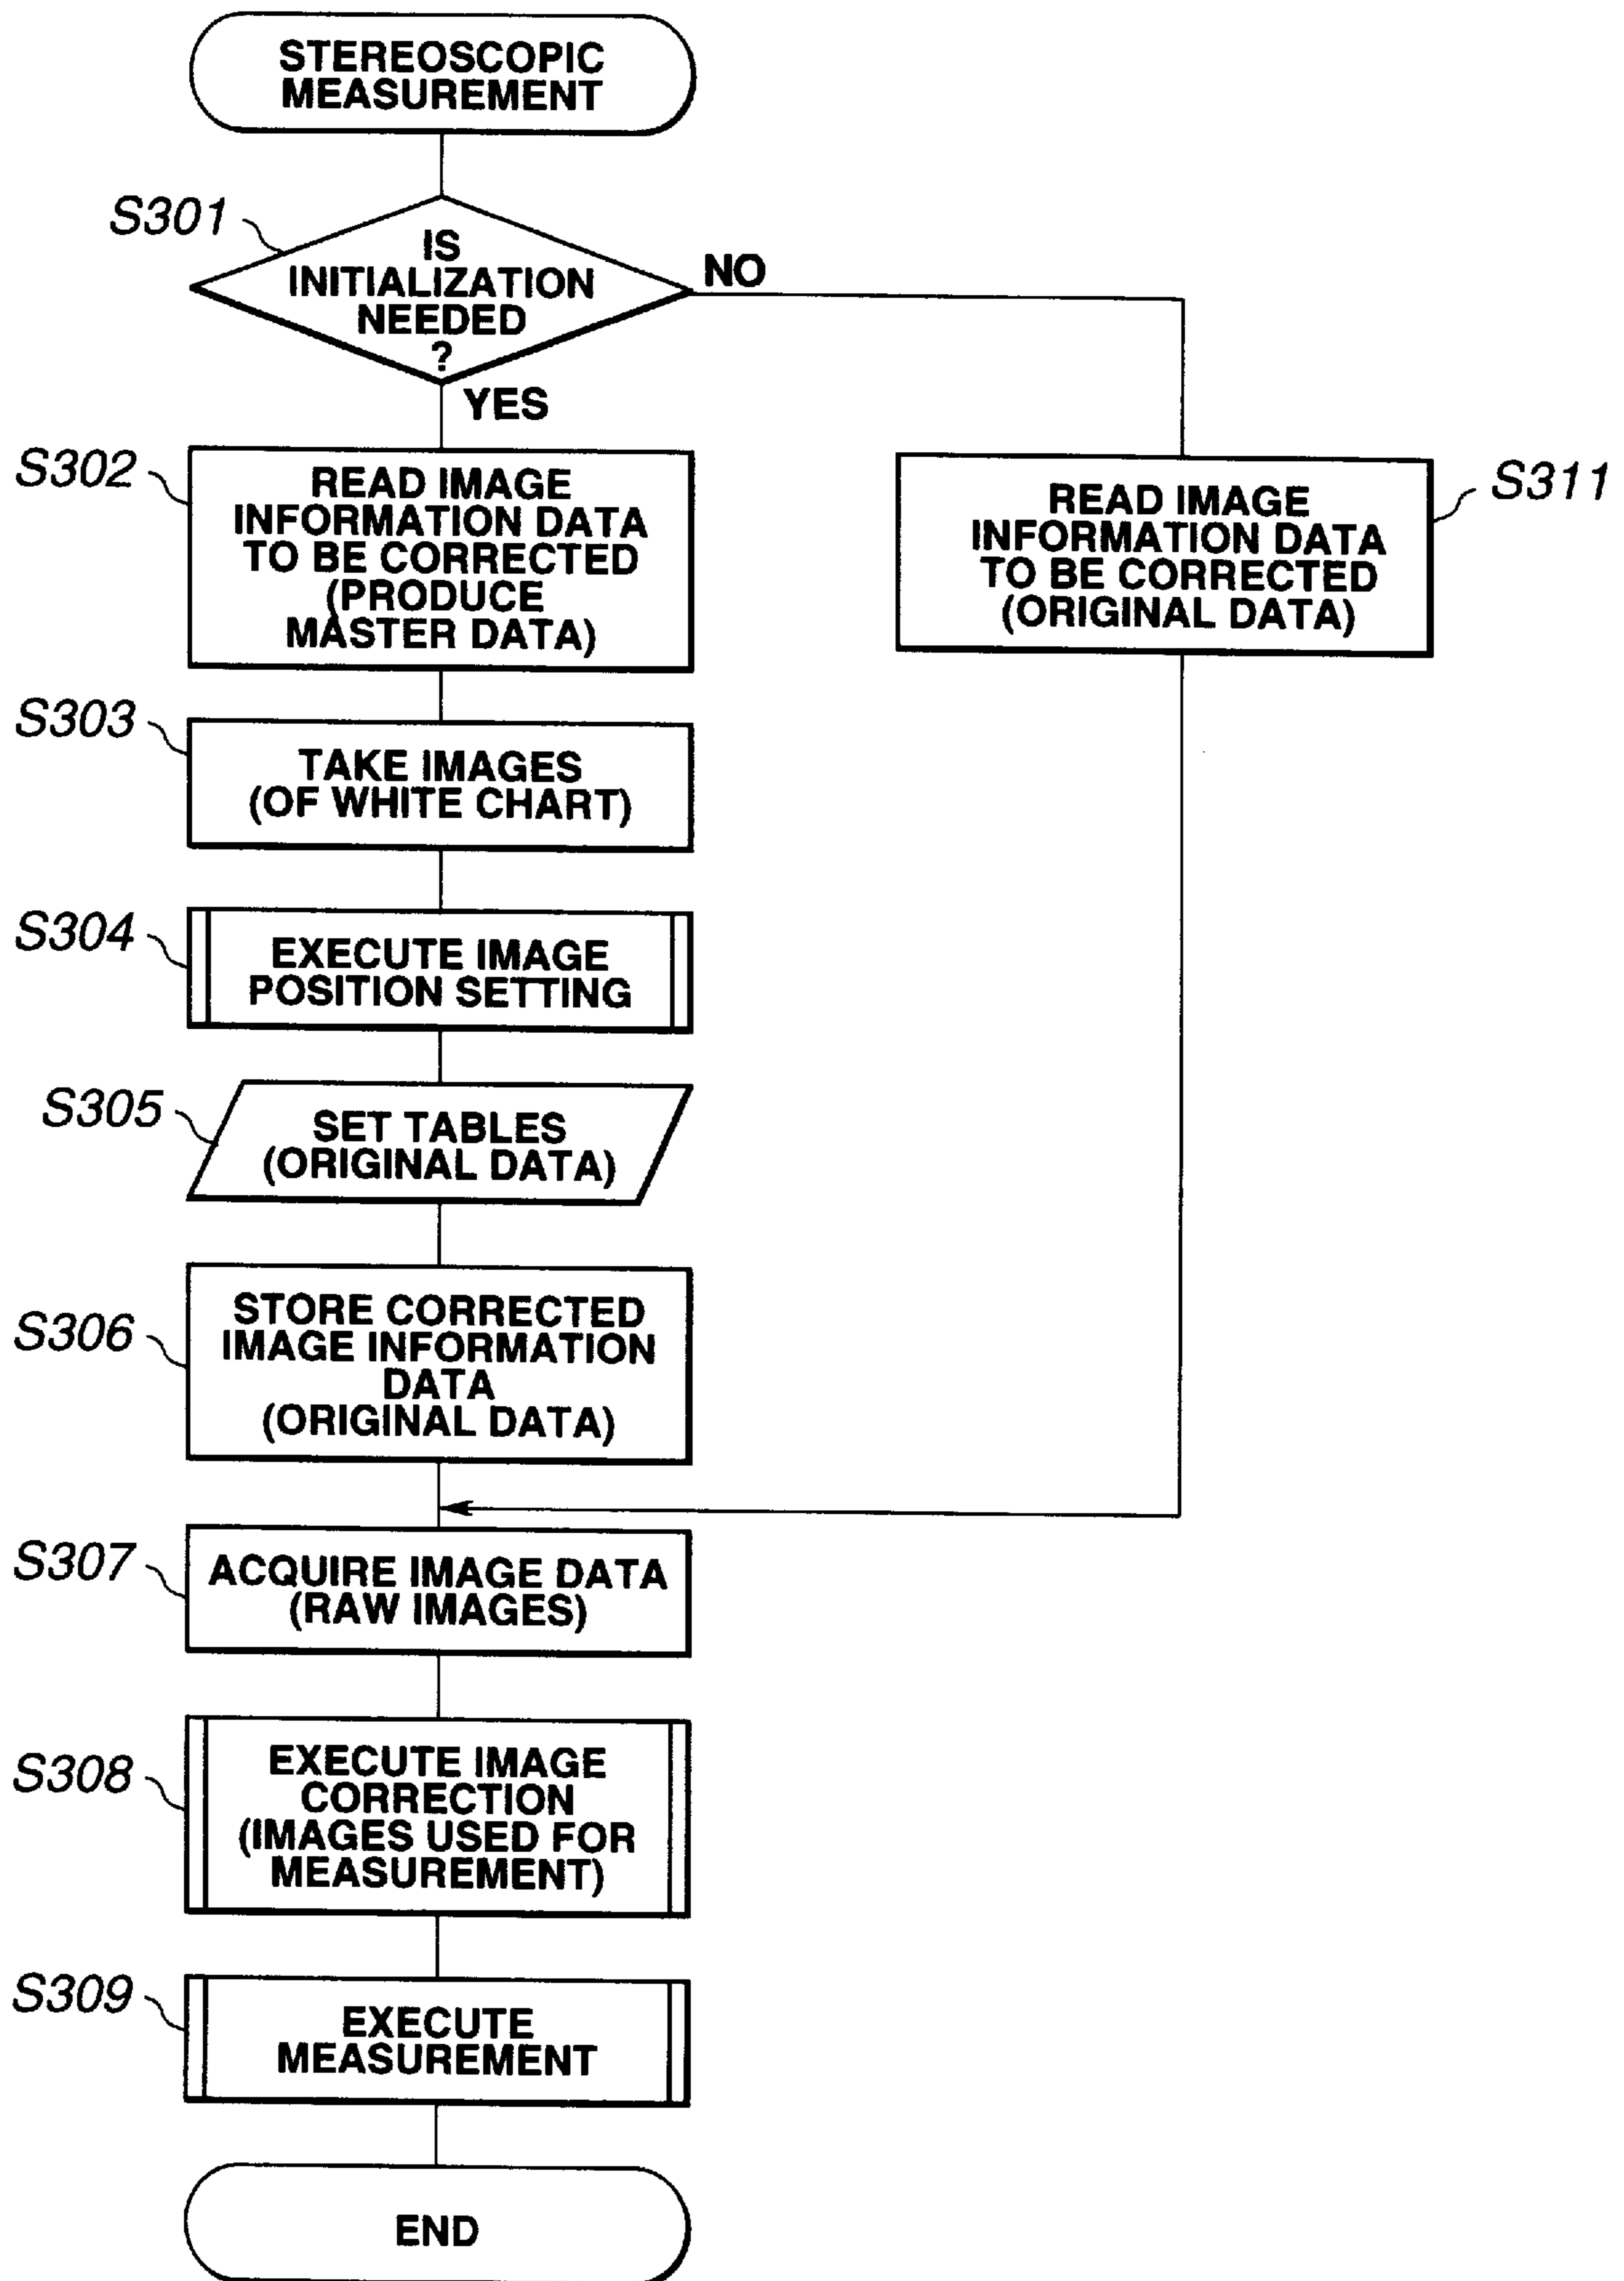 STEREOSCOPIC
MEASUREMENT
S301
IS
INITIALIZATION
NEEDED
?
NO
YES
S302
READ IMAGE
INFORMATION DATA
TO BE CORRECTED
(PRODUCE
MASTER DATA)
S311
READ IMAGE
INFORMATION DATA
TO BE CORRECTED
(ORIGINAL DATA)
S303
TAKE IMAGES
(OF WHITE CHART)
S304
EXECUTE IMAGE
POSITION SETTING
S305
SET TABLES
(ORIGINAL DATA)
S306
STORE CORRECTED
IMAGE INFORMATION
DATA
(ORIGINAL DATA)
S307
ACQUIRE IMAGE DATA
(RAW IMAGES)
S308
EXECUTE IMAGE
CORRECTION
(IMAGES USED FOR
MEASUREMENT)
S309
EXECUTE
MEASUREMENT
END